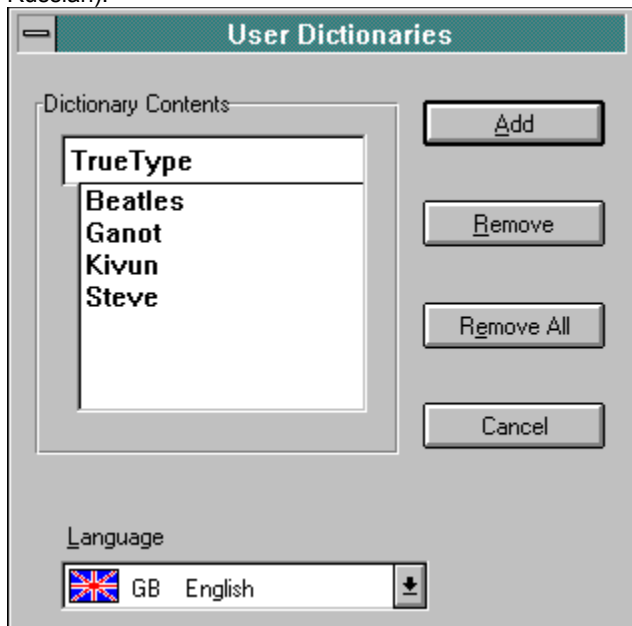 Russian).
User Dictionaries
Dictionary Contents
TrueType
Beatles
Ganot
Kivun
Steve
Add
Remove
Remove All
Cancel
Language
GB English